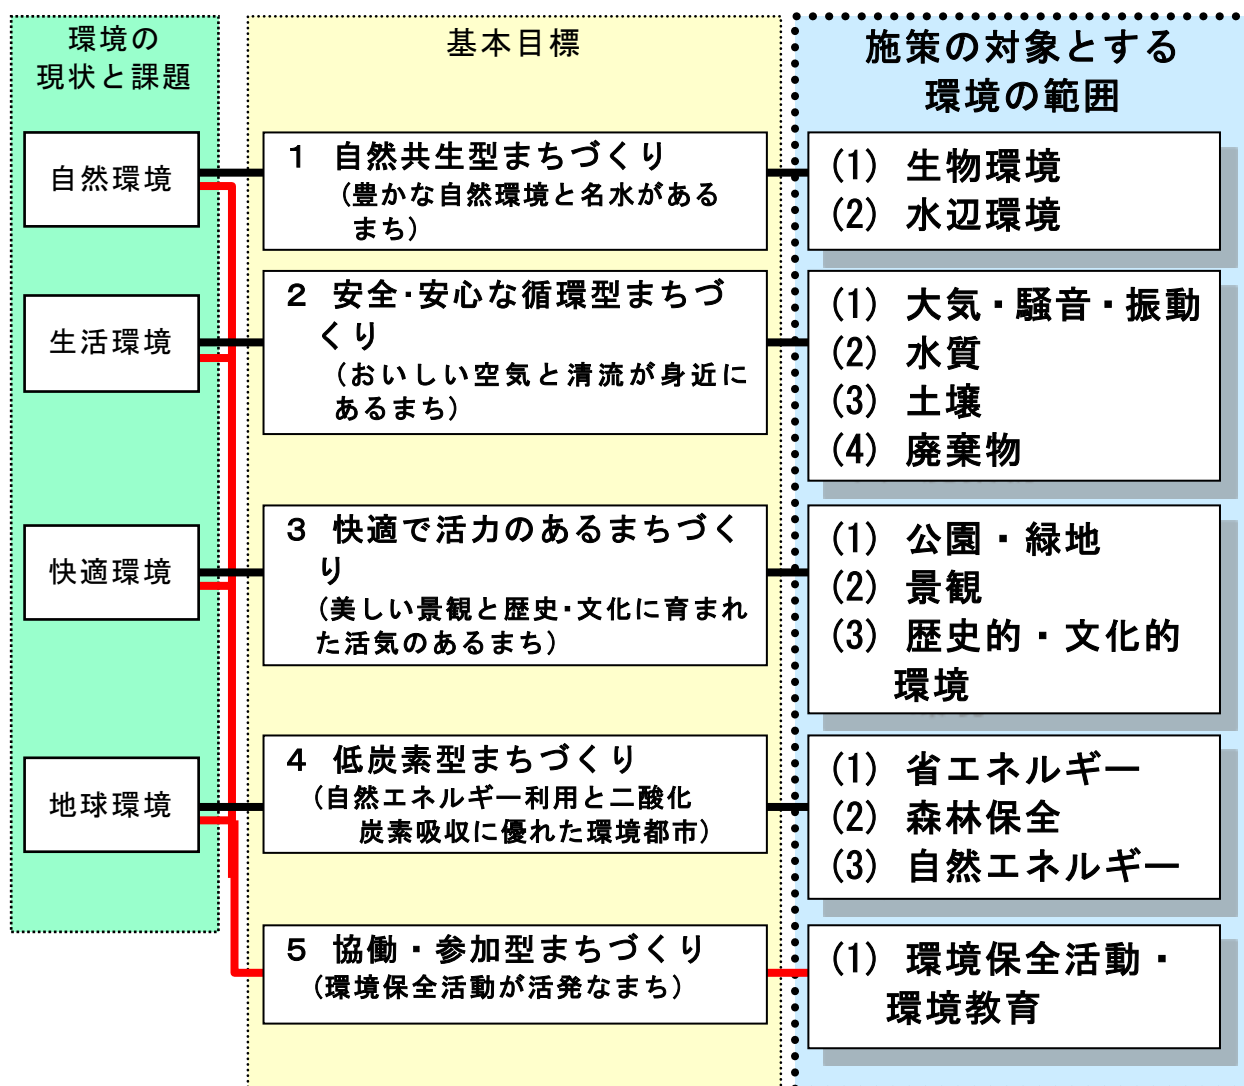 環境の
現状と課題
自然環境
生活環境
快適環境
地球環境
基本目標
1 自然共生型まちづくり
(豊かな自然環境と名水がある
まち)
2 安全･安心な循環型まちづ
くり
(おいしい空気と清流が身近に
あるまち)
3 快適で活力のあるまちづく
り
(美しい景観と歴史･文化に育まれ
た活気のあるまち)
4 低炭素型まちづくり
(自然エネルギー利用と二酸化
炭素吸収に優れた環境都市)
5 協働・参加型まちづくり
(環境保全活動が活発なまち)
施策の対象とする
環境の範囲
(1) 生物環境
(2) 水辺環境
(1) 大気・騒音・振動
(2) 水質
(3) 土壌
(4) 廃棄物
(1) 公園・緑地
(2) 景観
(3) 歴史的・文化的
環境
(1) 省エネルギー
(2) 森林保全
(3) 自然エネルギー
(1) 環境保全活動・
環境教育